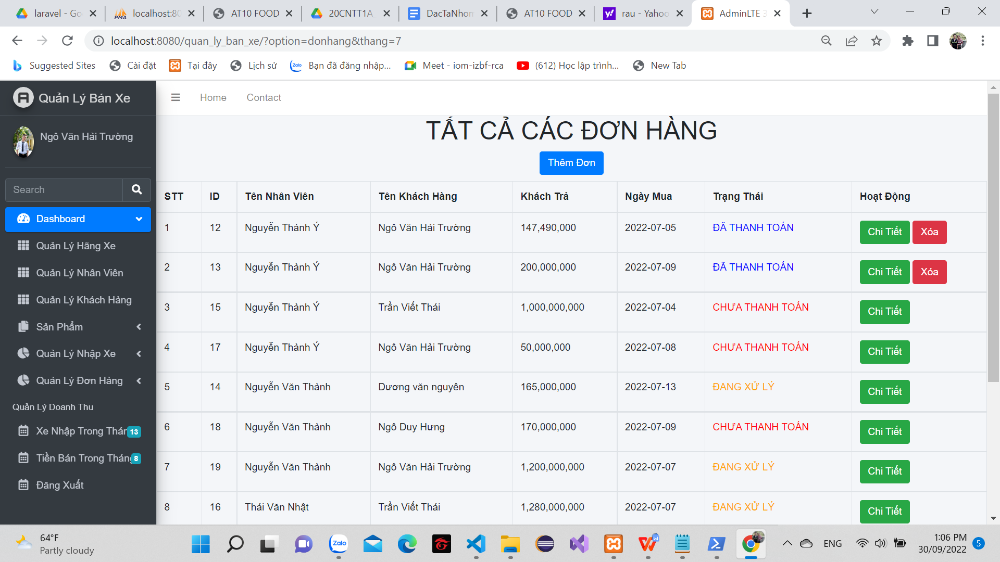 laravel - Go
localhost:80
AT10 FOOD
20CNTT1A_
DacTaNhom
AT10 FOOD
rau - Yahoo
AdminLTE 3
localhost:8080/quan_ly_ban_xe/?option=donhang&thang=7
Suggested Sites
Cài đặt
Tại đây
Lịch sử
Zalo
Bạn đã đăng nhập...
Meet - iom-izbf-rca
(612) Học lập trình...
New Tab
Quản Lý Bán Xe
Home
Contact
Ngô Văn Hải Trường
Search
Dashboard
Quản Lý Hãng Xe
Quản Lý Nhân Viên
Quản Lý Khách Hàng
Sản Phẩm
Quản Lý Nhập Xe
Quản Lý Đơn Hàng
Quản Lý Doanh Thu
Xe Nhập Trong Thán 13
Tiền Bán Trong Tháng 8
Đăng Xuất
TẤT CẢ CÁC ĐƠN HÀNG
Thêm Đơn
STT ID Tên Nhân Viên Tên Khách Hàng Khách Trả Ngày Mua Trạng Thái Hoạt Động
1 12 Nguyễn Thành Ý Ngô Văn Hải Trường 147,490,000 2022-07-05 ĐÃ THANH TOÁN Chi Tiết Xóa
2 13 Nguyễn Thành Ý Ngô Văn Hải Trường 200,000,000 2022-07-09 ĐÃ THANH TOÁN Chi Tiết Xóa
3 15 Nguyễn Thành Ý Trần Viết Thái 1,000,000,000 2022-07-04 CHƯA THANH TOÁN Chi Tiết
4 17 Nguyễn Thành Ý Ngô Văn Hải Trường 50,000,000 2022-07-08 CHƯA THANH TOÁN Chi Tiết
5 14 Nguyễn Văn Thành Dương văn nguyên 165,000,000 2022-07-13 ĐANG XỬ LÝ Chi Tiết
6 18 Nguyễn Văn Thành Ngô Duy Hưng 170,000,000 2022-07-09 CHƯA THANH TOÁN Chi Tiết
7 19 Nguyễn Văn Thành Ngô Văn Hải Trường 1,200,000,000 2022-07-07 ĐANG XỬ LÝ Chi Tiết
8 16 Thái Văn Nhật Trần Viết Thái 1,280,000,000 2022-07-07 ĐANG XỬ LÝ Chi Tiết
64°F
Partly cloudy
Zalo
ENG
1:06 PM
30/09/2022
5